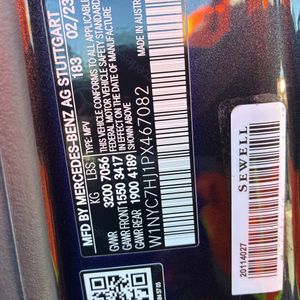 MFD BY MERCEDES-BENZ AG STUTTGART
183 02/23
TYPE: MPV
THIS VEHICLE CONFORMS TO ALL APPLICABLE
FEDERAL MOTOR VEHICLE SAFETY STANDARDS
IN EFFECT ON THE DATE OF MANUFACTURE
SHOWN ABOVE
KG LBS
GVWR 3200 7056
GAWR FRONT 1550 3417
GAWR REAR 1900 4189
W1NYC7HJ1PX467082
MADE IN AUSTR
SEWELL
20114027